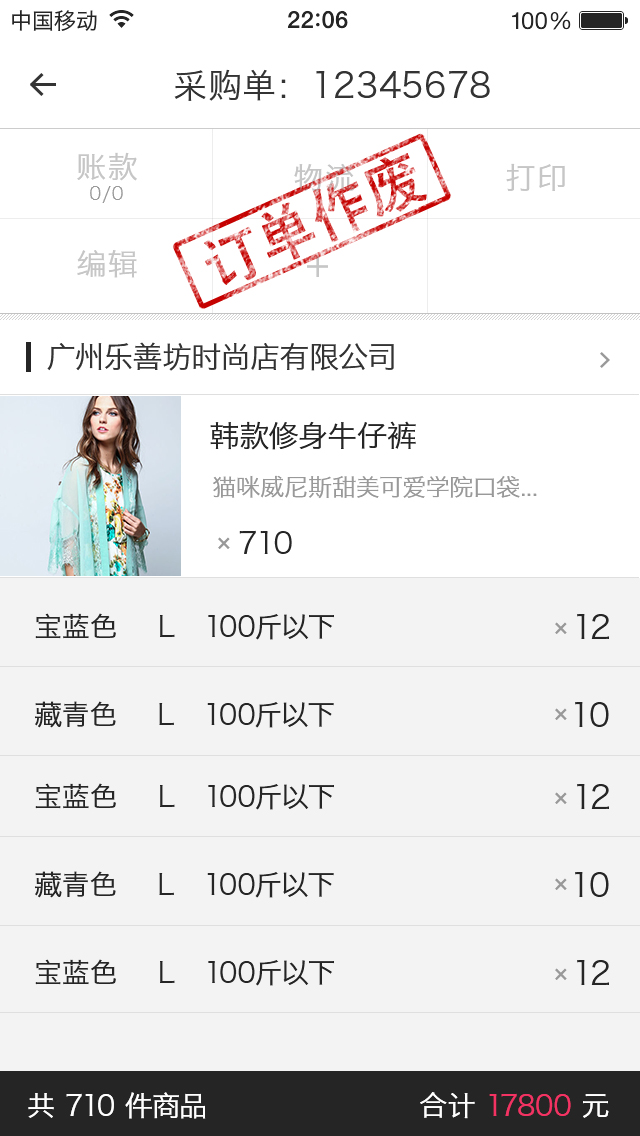 中国移动 22:06 100%
采购单：12345678
账款 物流 打印
0/0
订单作废
编辑 +
广州乐善坊时尚店有限公司
韩款修身牛仔裤
猫咪威尼斯甜美可爱学院口袋...
×710
宝蓝色 L 100斤以下 ×12
藏青色 L 100斤以下 ×10
宝蓝色 L 100斤以下 ×12
藏青色 L 100斤以下 ×10
宝蓝色 L 100斤以下 ×12
共 710 件商品 合计 17800 元